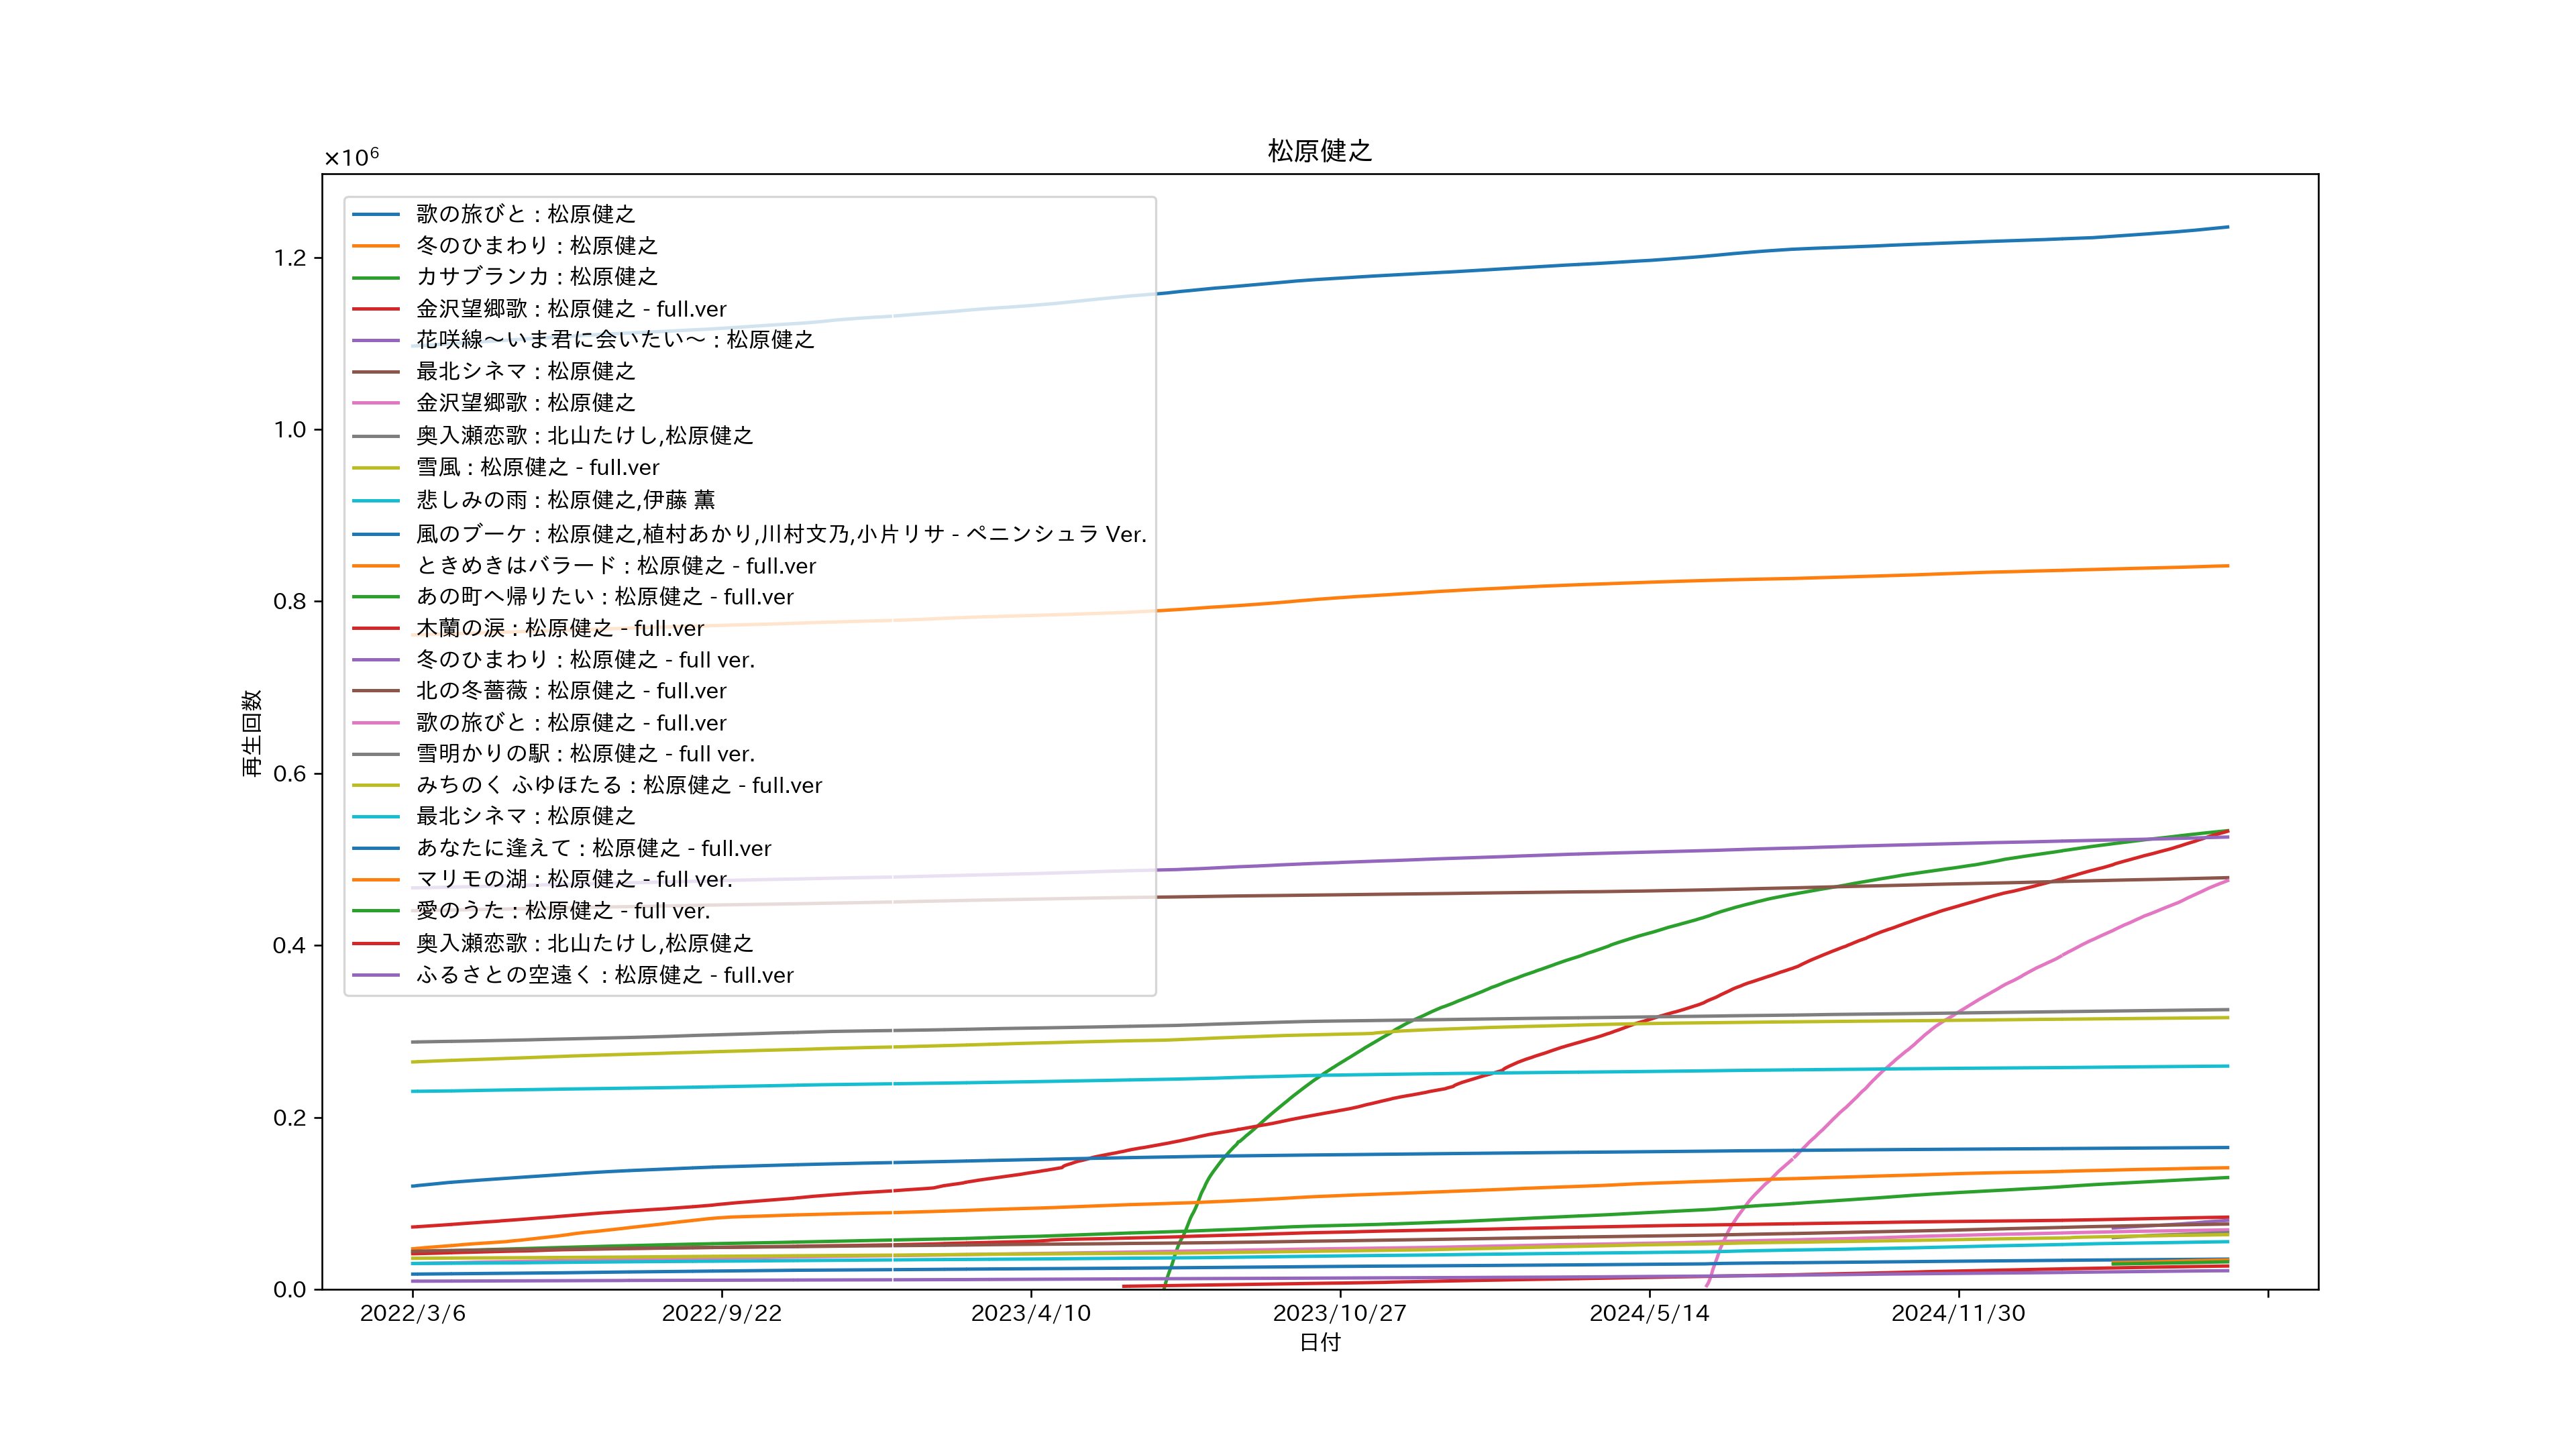 松原健之
×10⁶
歌の旅びと : 松原健之
冬のひまわり : 松原健之
カサブランカ : 松原健之
金沢望郷歌 : 松原健之 - full.ver
花咲線～いま君に会いたい～ : 松原健之
最北シネマ : 松原健之
金沢望郷歌 : 松原健之
奥入瀬恋歌 : 北山たけし,松原健之
雪風 : 松原健之 - full.ver
悲しみの雨 : 松原健之,伊藤 薫
風のブーケ : 松原健之,植村あかり,川村文乃,小片リサ - ペニンシュラ Ver.
ときめきはバラード : 松原健之 - full.ver
あの町へ帰りたい : 松原健之 - full.ver
木蘭の涙 : 松原健之 - full.ver
冬のひまわり : 松原健之 - full ver.
北の冬薔薇 : 松原健之 - full.ver
歌の旅びと : 松原健之 - full.ver
雪明かりの駅 : 松原健之 - full ver.
みちのく ふゆほたる : 松原健之 - full.ver
最北シネマ : 松原健之
あなたに逢えて : 松原健之 - full.ver
マリモの湖 : 松原健之 - full ver.
愛のうた : 松原健之 - full ver.
奥入瀬恋歌 : 北山たけし,松原健之
ふるさとの空遠く : 松原健之 - full.ver
1.2
1.0
0.8
0.6
0.4
0.2
0.0
再生回数
2022/3/6
2022/9/22
2023/4/10
2023/10/27
2024/5/14
2024/11/30
日付